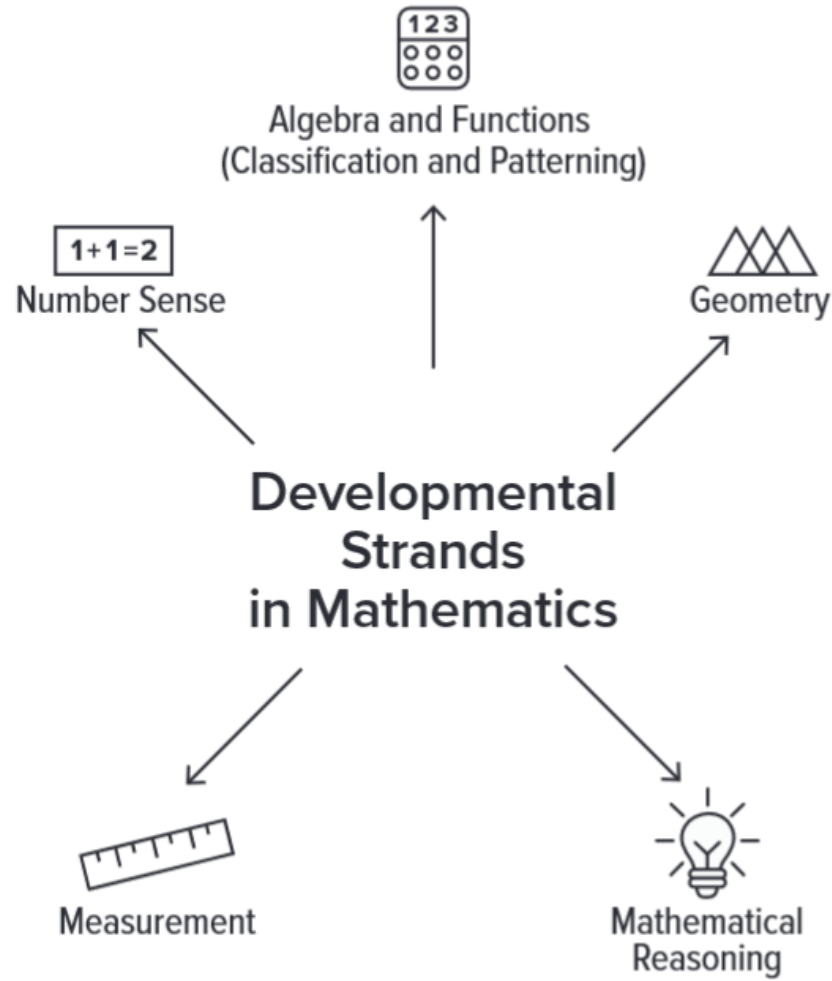 123
Algebra and Functions
(Classification and Patterning)
1+1=2
Number Sense
Geometry
Developmental
Strands
in Mathematics
Measurement
Mathematical
Reasoning